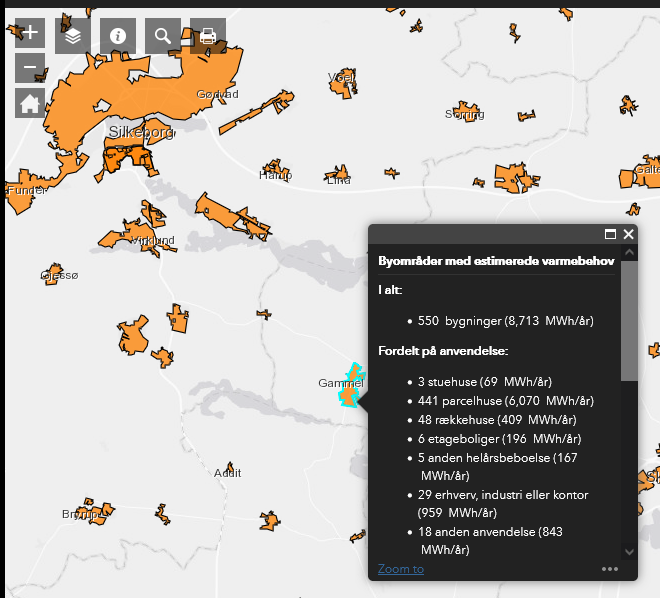 Gødvad
Voel
Silkeborg
Sorring
Funder
Hårup
Lind
Galte
Virklund
Gjessø
Gammel
Addit
Bryrup
Byområder med estimerede varmebehov
I alt:
• 550 bygninger (8,713 MWh/år)
Fordelt på anvendelse:
• 3 stuehuse (69 MWh/år)
• 441 parcelhuse (6,070 MWh/år)
• 48 rækkehuse (409 MWh/år)
• 6 etageboliger (196 MWh/år)
• 5 anden helårsbeboelse (167
MWh/år)
• 29 erhverv, industri eller kontor
(959 MWh/år)
• 18 anden anvendelse (843
MWh/år)
Zoom to